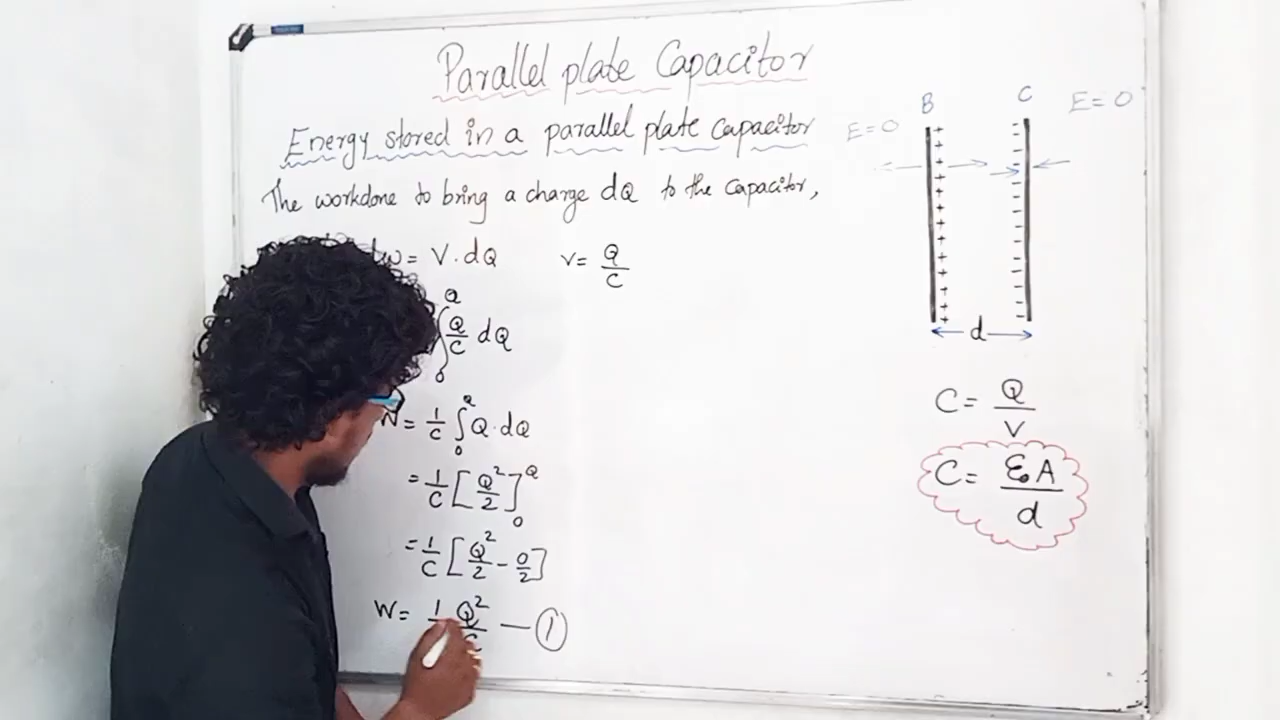 Parallel plate Capacitor
Energy stored in a parallel plate Capacitor
The workdone to bring a charge dQ to the capacitor,
dw = V·dQ    V = Q/C
∫₀^Q Q/C dQ
W = 1/C ∫₀^Q Q·dQ
= 1/C [Q²/2]₀^Q
= 1/C [Q²/2 - 0/2]
W = 1 Q²/C — ①
B C
E=0 E=0
+ + + + + + + + + + + +
- - - - - - - - - - - -
d
C = Q/V
C = ε₀A/d